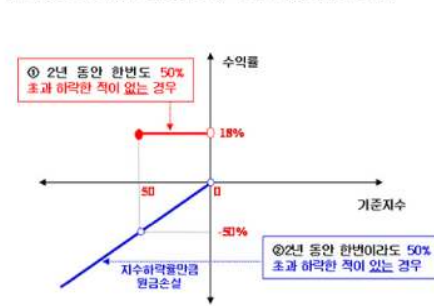 수익률
① 2년 동안 한번도 50%
초과 하락한 적이 없는 경우
18%
50
0
기준지수
-50%
②2년 동안 한번이라도 50%
초과 하락한 적이 있는 경우
지수하락률만큼
원금손실